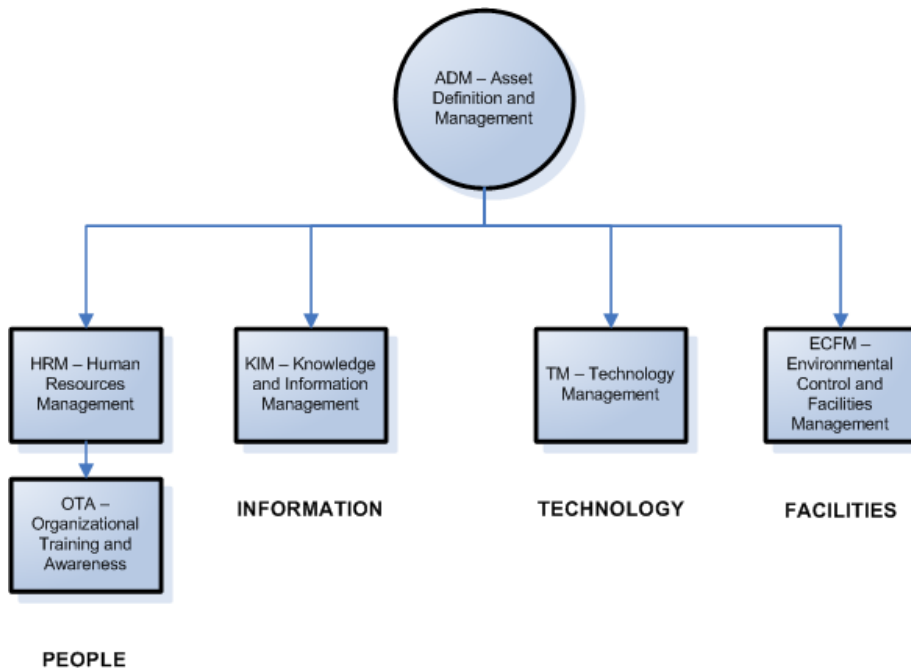 ADM – Asset
Definition and
Management
HRM – Human
Resources
Management
KIM – Knowledge
and Information
Management
TM – Technology
Management
ECFM –
Environmental
Control and
Facilities
Management
OTA –
Organizational
Training and
Awareness
INFORMATION
TECHNOLOGY
FACILITIES
PEOPLE